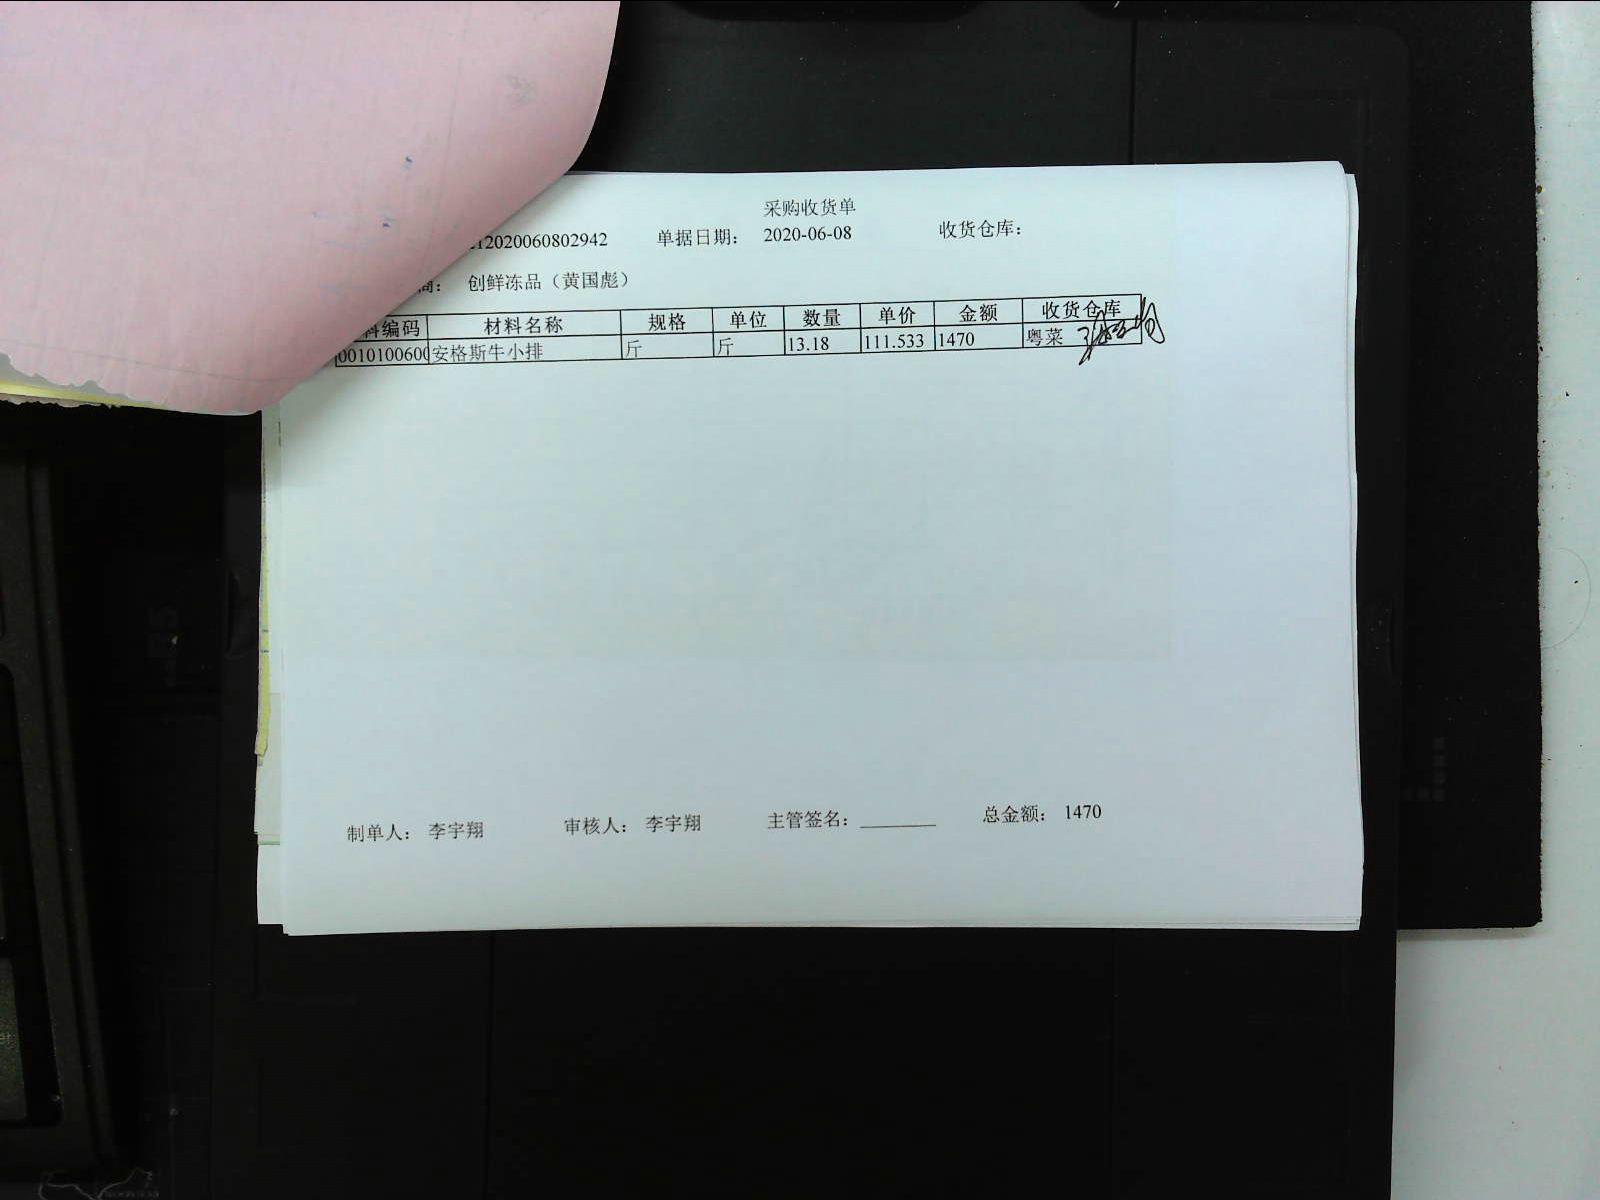 采购收货单
12020060802942 单据日期: 2020-06-08 收货仓库:
商: 创鲜冻品（黄国彪）
料编码 材料名称 规格 单位 数量 单价 金额 收货仓库
0010100600 安格斯牛小排 斤 斤 13.18 111.533 1470 粤菜
制单人: 李宇翔 审核人: 李宇翔 主管签名: ________ 总金额: 1470